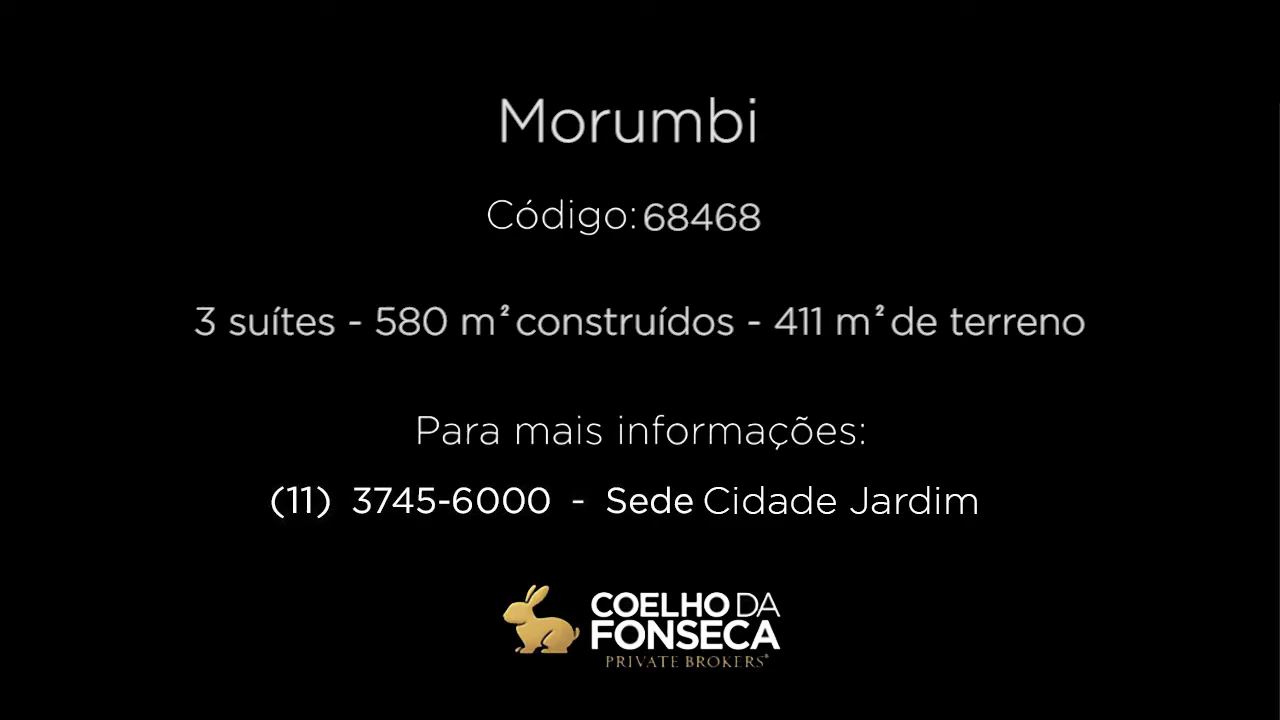 Morumbi
Código: 68468
3 suítes - 580 m² construídos - 411 m² de terreno
Para mais informações:
(11) 3745-6000 - Sede Cidade Jardim
COELHO DA
FONSECA
PRIVATE BROKERS®